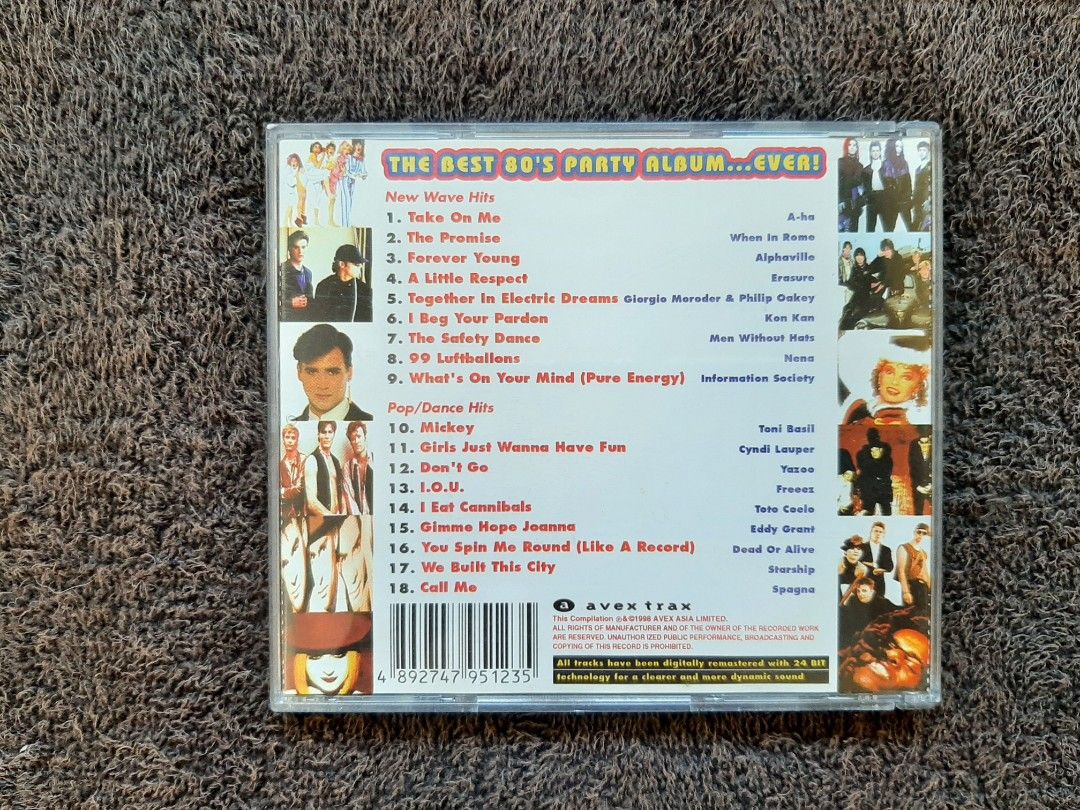 THE BEST 80'S PARTY ALBUM...EVER!
New Wave Hits
1. Take On Me A-ha
2. The Promise When In Rome
3. Forever Young Alphaville
4. A Little Respect Erasure
5. Together In Electric Dreams Giorgio Moroder & Philip Oakey
6. I Beg Your Pardon Kon Kan
7. The Safety Dance Men Without Hats
8. 99 Luftballons Nena
9. What's On Your Mind (Pure Energy) Information Society
Pop/Dance Hits
10. Mickey Toni Basil
11. Girls Just Wanna Have Fun Cyndi Lauper
12. Don't Go Yazoo
13. I.O.U. Freeez
14. I Eat Cannibals Toto Coelo
15. Gimme Hope Joanna Eddy Grant
16. You Spin Me Round (Like A Record) Dead Or Alive
17. We Built This City Starship
18. Call Me Spagna
a avex trax
This Compilation ℗&©1998 AVEX ASIA LIMITED.
ALL RIGHTS OF MANUFACTURER AND OF THE OWNER OF THE RECORDED WORK
ARE RESERVED. UNAUTHORIZED PUBLIC PERFORMANCE, BROADCASTING AND
COPYING OF THIS RECORD IS PROHIBITED.
All tracks have been digitally remastered with 24 BIT
technology for a clearer and more dynamic sound
4 892747 951235